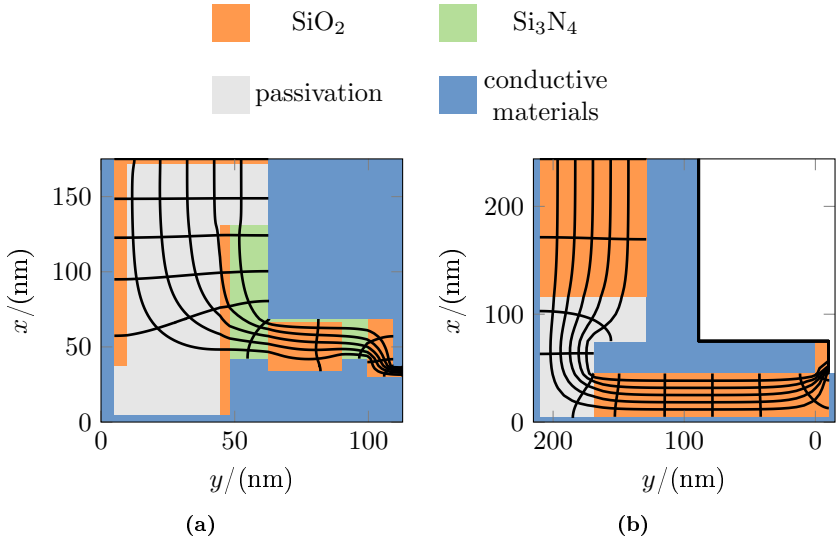 SiO2 Si3N4
passivation conductive materials
150
100
50
0
0 50 100
x/(nm)
y/(nm)
(a)
200
100
0
200 100 0
x/(nm)
y/(nm)
(b)